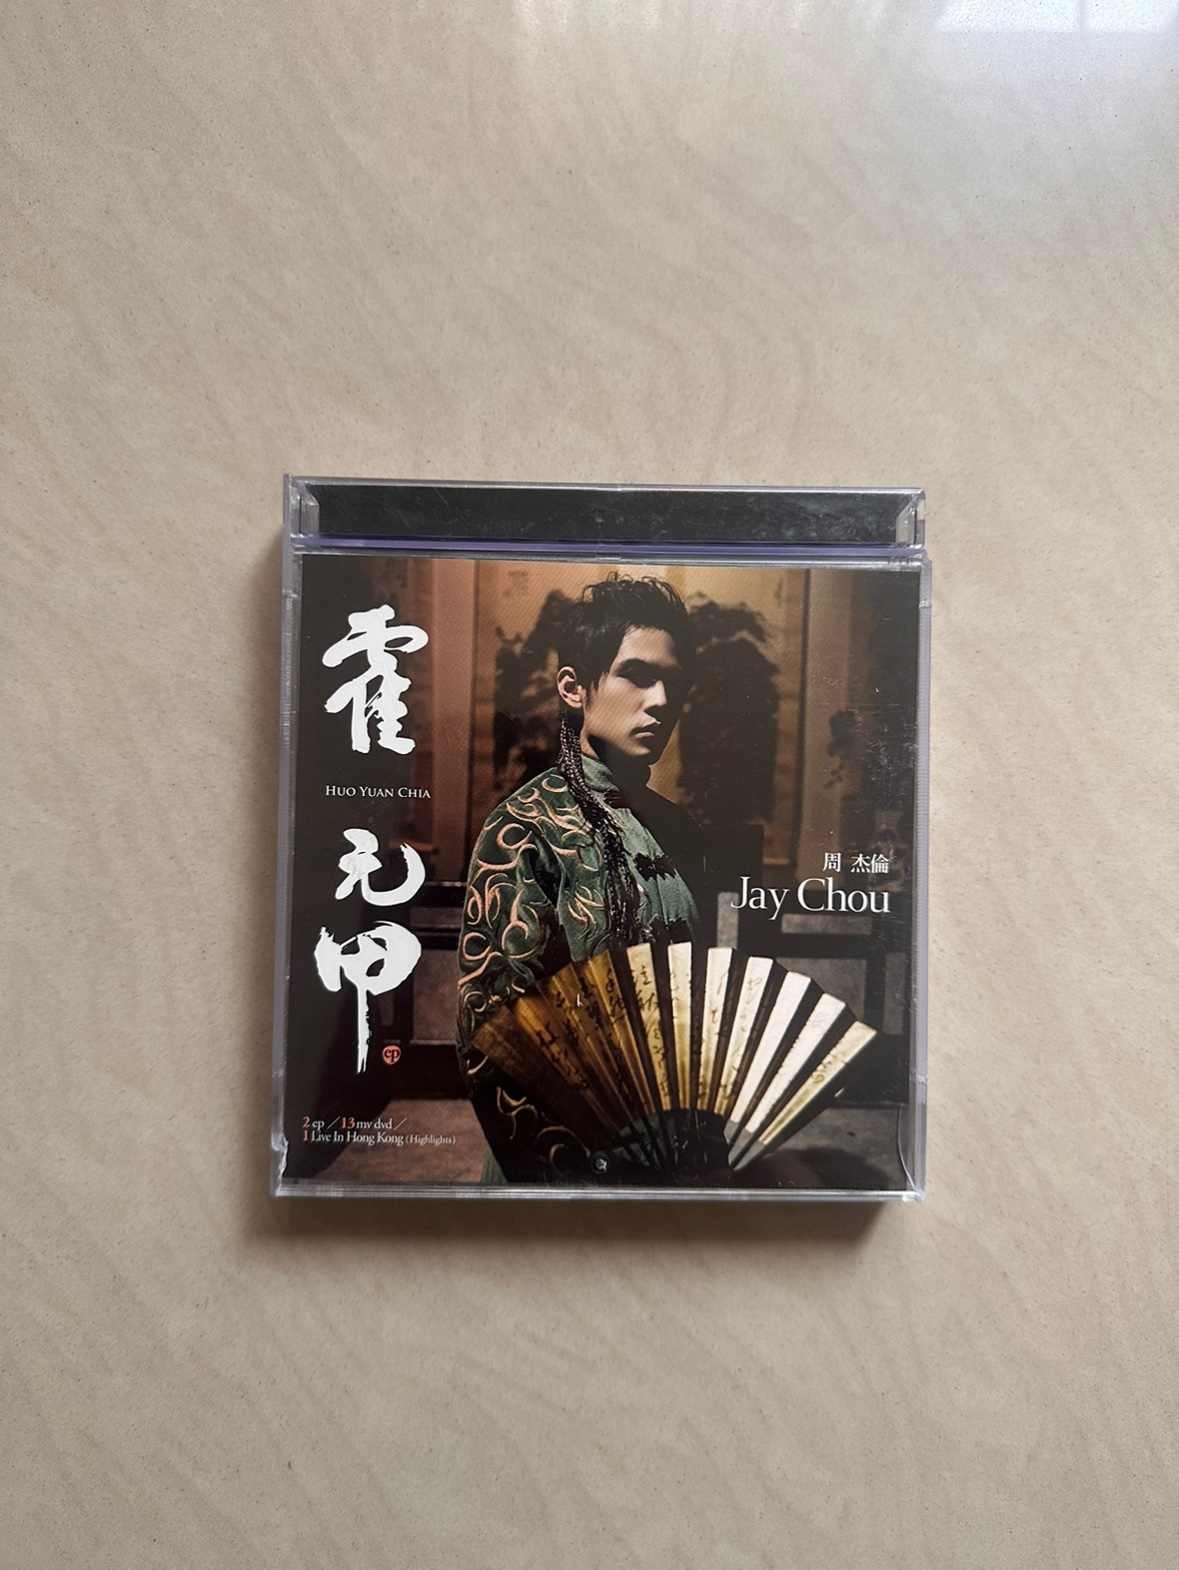 霍
HUO YUAN CHIA
元
甲
ep
周 杰倫
Jay Chou
2 ep ／13 mv dvd／
1 Live In Hong Kong (Highlights)